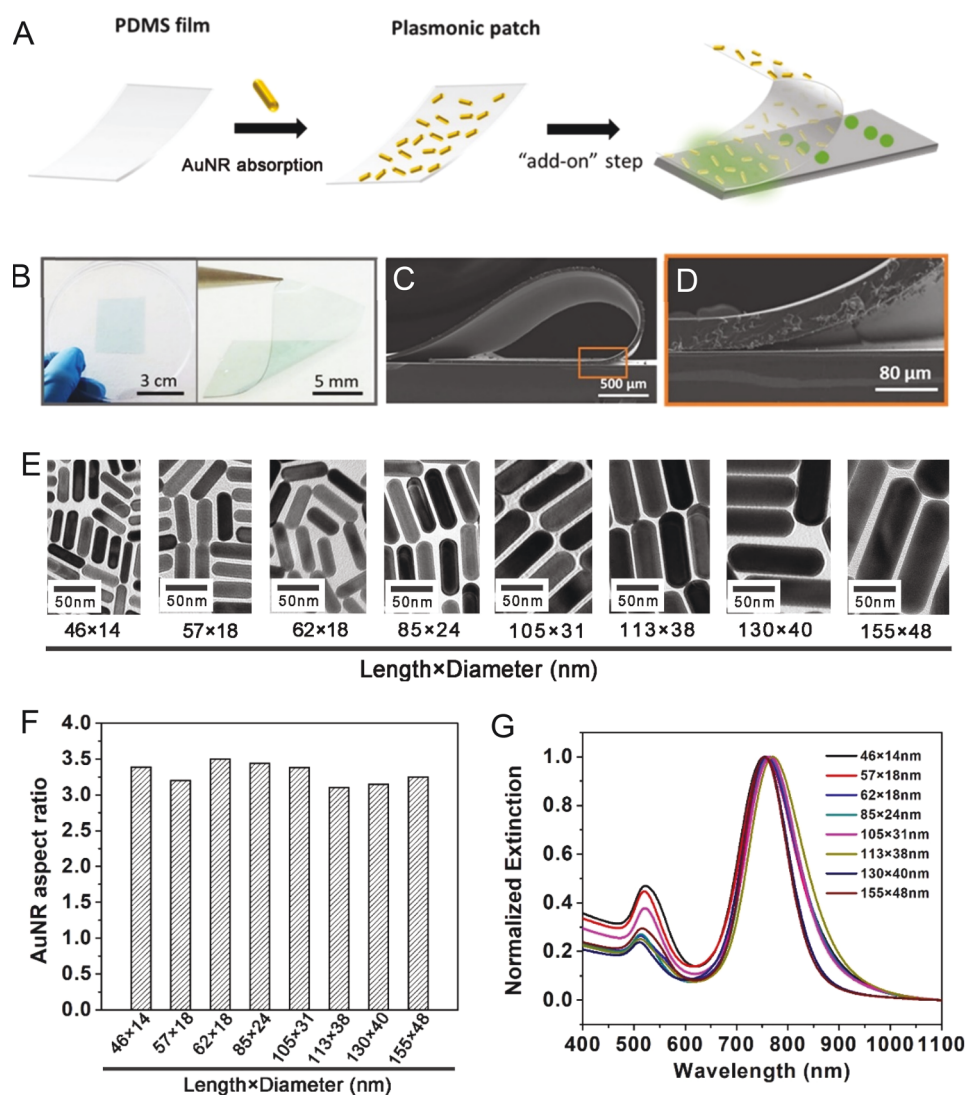 A
PDMS film
Plasmonic patch
AuNR absorption
“add-on” step
B
3 cm
5 mm
C
500 µm
D
80 µm
E
50nm
50nm
50nm
50nm
50nm
50nm
50nm
50nm
46×14
57×18
62×18
85×24
105×31
113×38
130×40
155×48
Length×Diameter (nm)
F
AuNR aspect ratio
4.0
3.5
3.0
2.5
2.0
1.5
1.0
0.5
0.0
46×14
57×18
62×18
85×24
105×31
113×38
130×40
155×48
Length×Diameter (nm)
G
Normalized Extinction
1.0
0.8
0.6
0.4
0.2
0.0
46×14nm
57×18nm
62×18nm
85×24nm
105×31nm
113×38nm
130×40nm
155×48nm
400 500 600 700 800 900 1000 1100
Wavelength (nm)